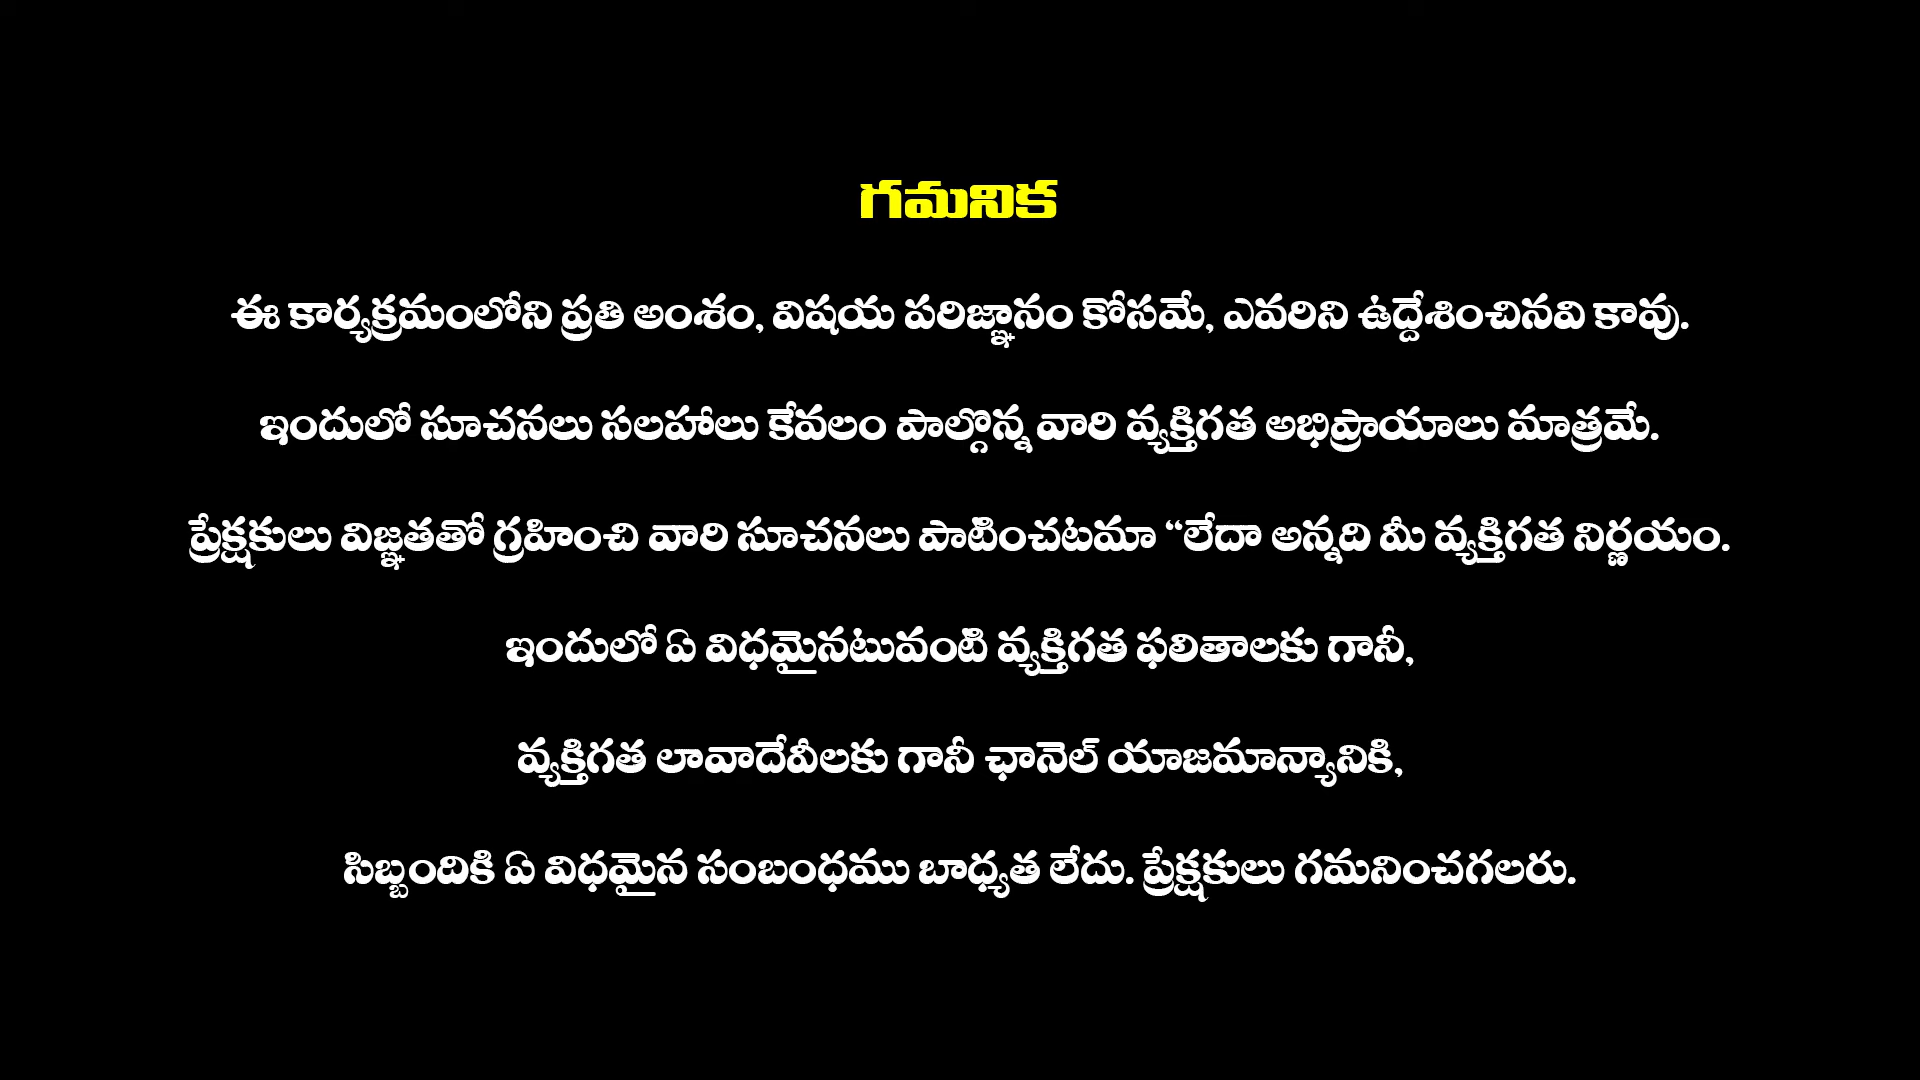 గమనిక
ఈ కార్యక్రమంలోని ప్రతి అంశం, విషయ పరిజ్ఞానం కోసమే, ఎవరిని ఉద్దేశించినవి కావు.
ఇందులో సూచనలు సలహాలు కేవలం పాల్గొన్న వారి వ్యక్తిగత అభిప్రాయాలు మాత్రమే.
ప్రేక్షకులు విజ్ఞతతో గ్రహించి వారి సూచనలు పాటించటమా “లేదా అన్నది మీ వ్యక్తిగత నిర్ణయం.
ఇందులో ఏ విధమైనటువంటి వ్యక్తిగత ఫలితాలకు గానీ,
వ్యక్తిగత లావాదేవీలకు గానీ ఛానెల్ యాజమాన్యానికి,
సిబ్బందికి ఏ విధమైన సంబంధము బాధ్యత లేదు. ప్రేక్షకులు గమనించగలరు.